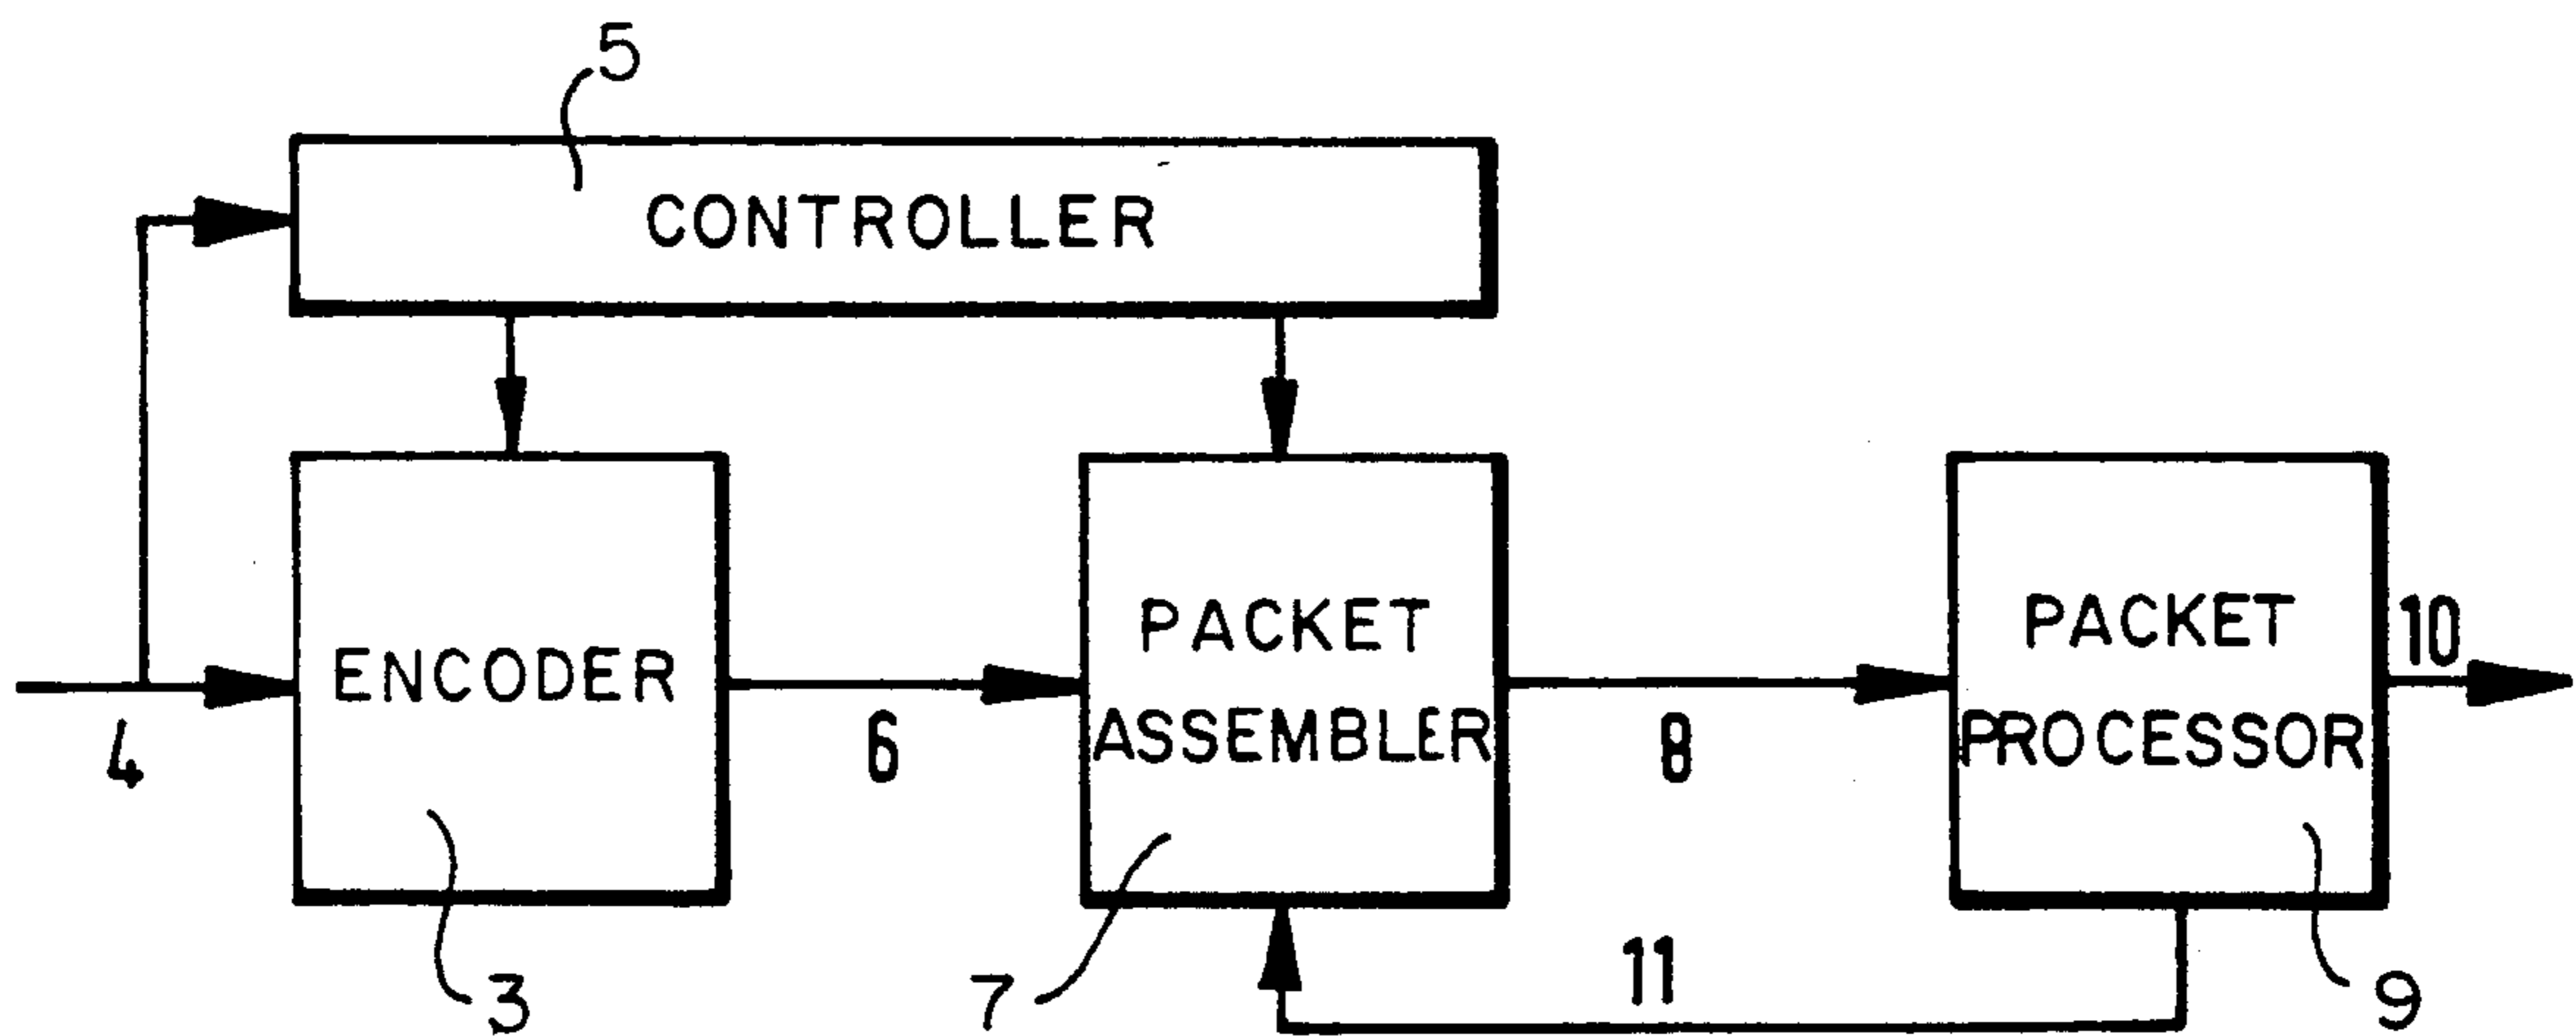 5
CONTROLLER
ENCODER
PACKET
ASSEMBLER
PACKET
PROCESSOR
10
4
6
8
3
7
11
9